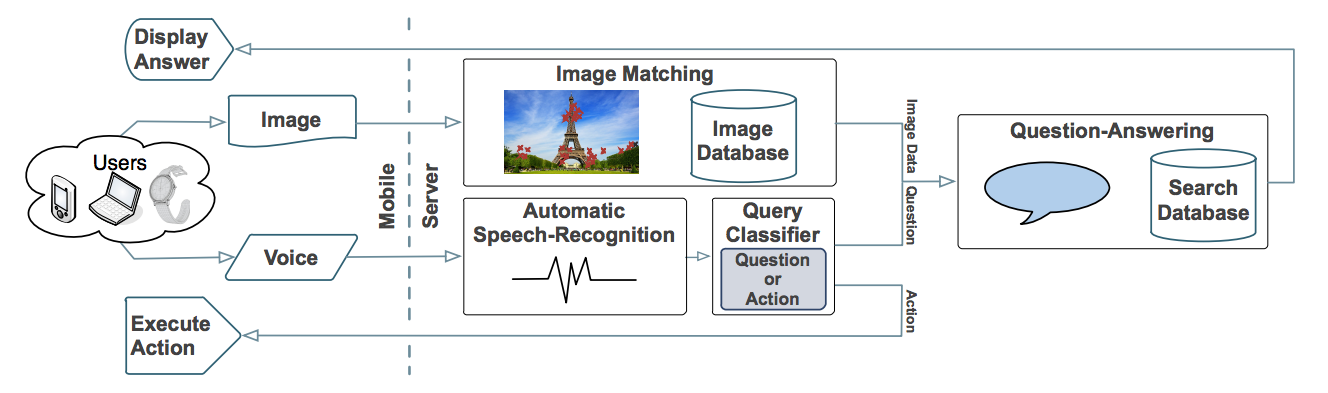 Display
Answer
Image Matching
Image
Image
Database
Users
Mobile
Server
Image Data
Question
Question-Answering
Search
Database
Automatic
Speech-Recognition
Query
Classifier
Question
or
Action
Voice
Action
Execute
Action